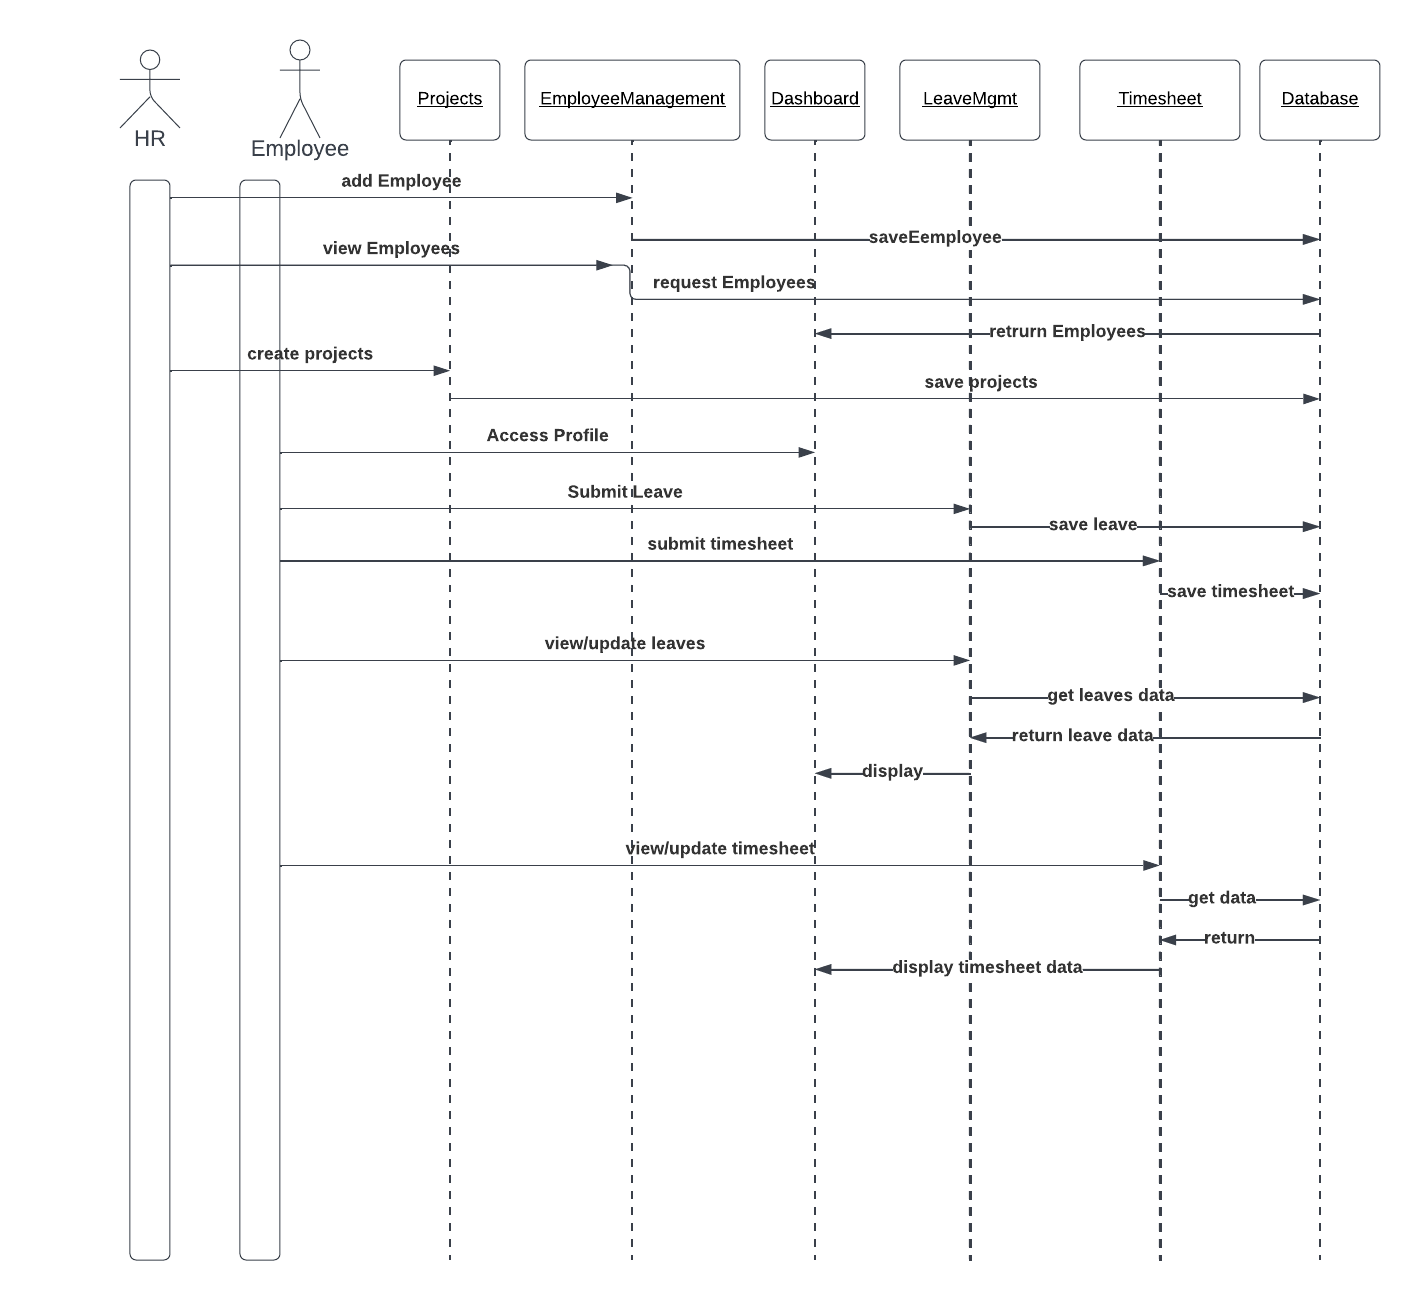 HR
Employee
Projects
EmployeeManagement
Dashboard
LeaveMgmt
Timesheet
Database
add Employee
saveEemployee
view Employees
request Employees
retrurn Employees
create projects
save projects
Access Profile
Submit Leave
save leave
submit timesheet
save timesheet
view/update leaves
get leaves data
return leave data
display
view/update timesheet
get data
return
display timesheet data